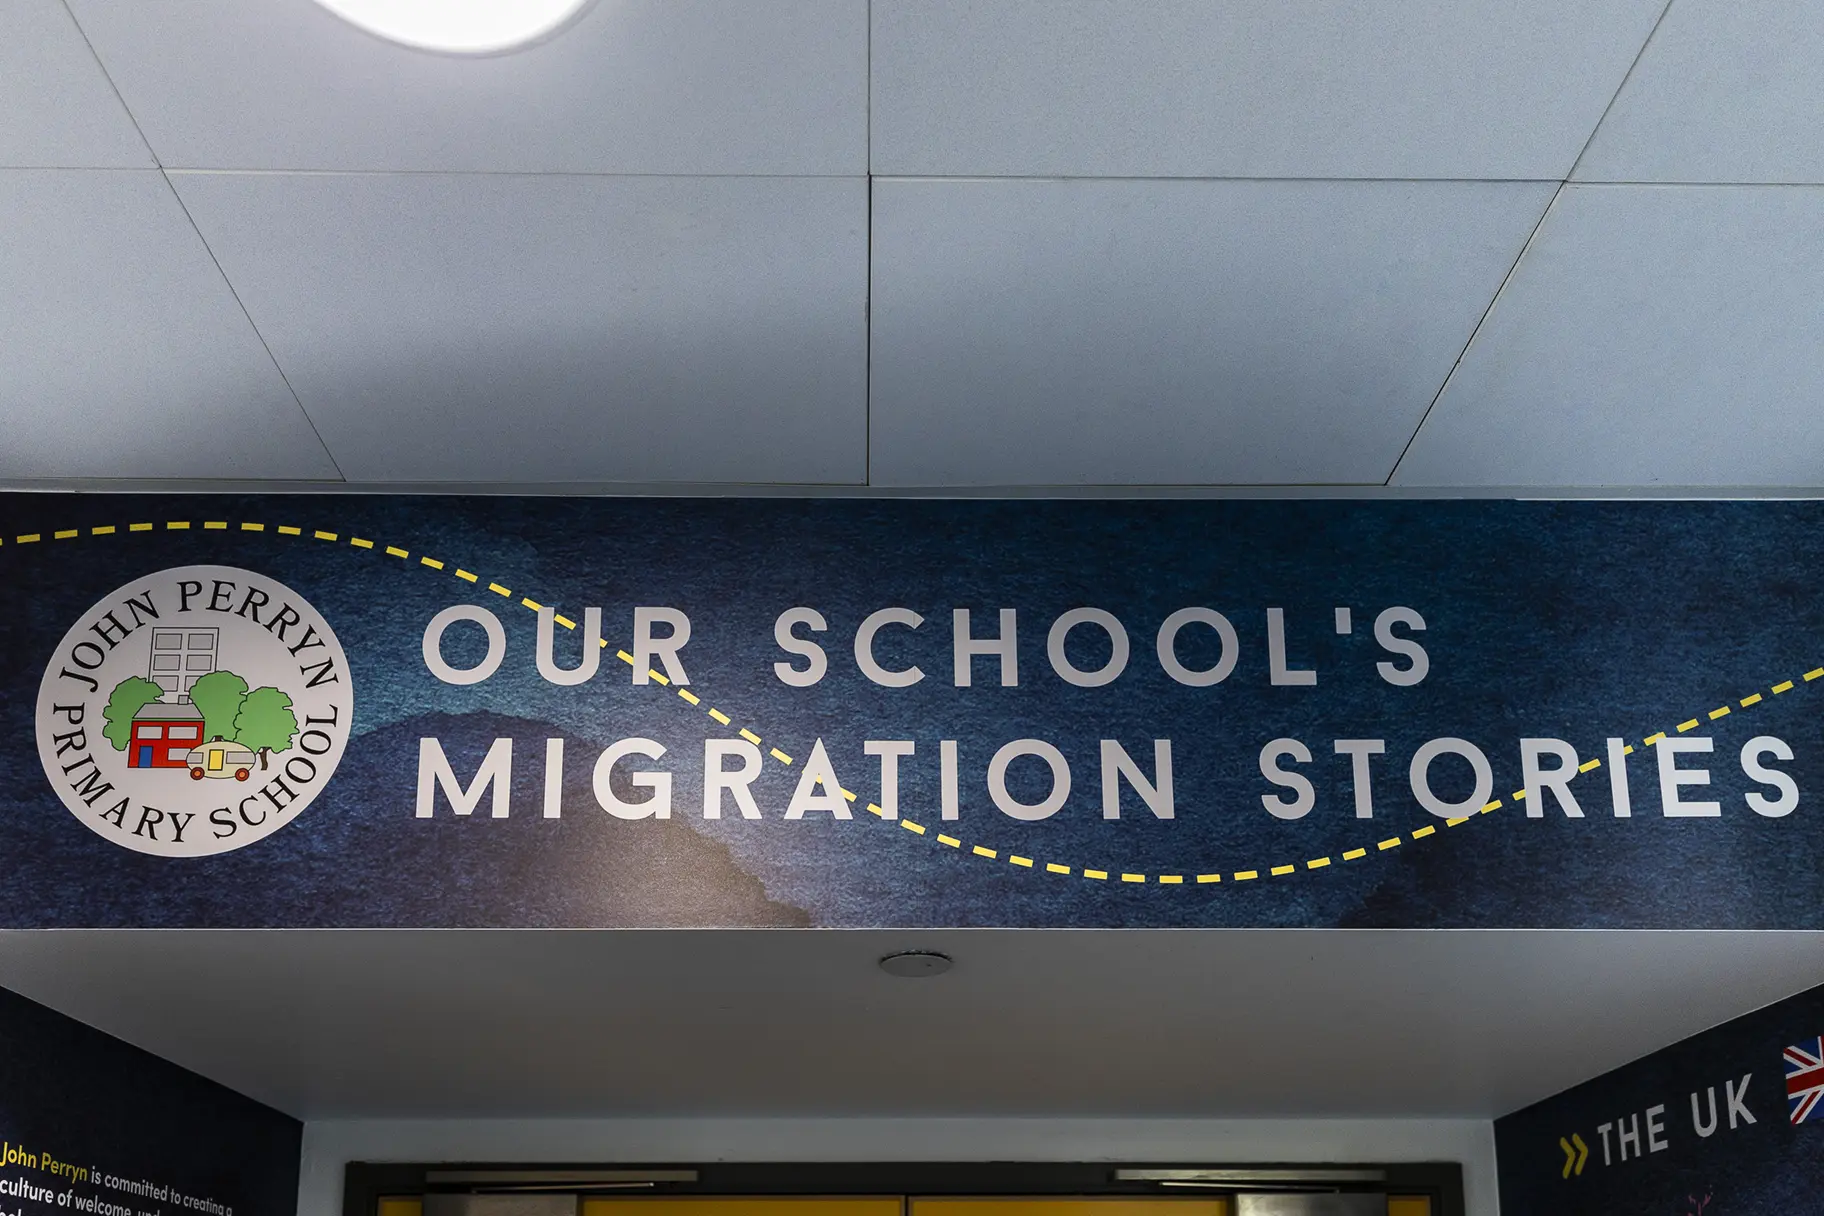 JOHN PERRYN
PRIMARY SCHOOL
OUR SCHOOL'S
MIGRATION STORIES
John Perryn is committed to creating a
culture of welcome,
THE UK